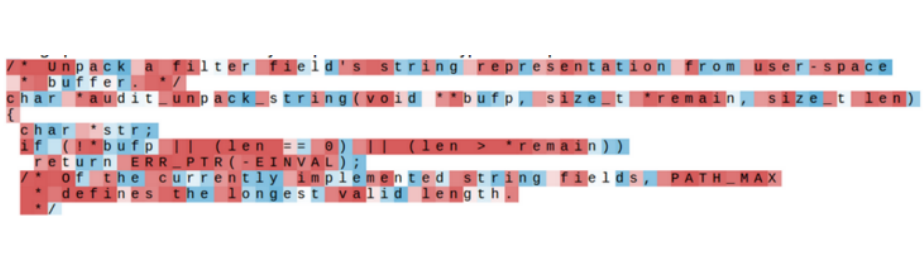 /* Unpack a filter field's string representation from user-space
 * buffer. */
char *audit_unpack_string(void **bufp, size_t *remain, size_t len)
{
 char *str;
 if (!*bufp || (len == 0) || (len > *remain))
  return ERR_PTR(-EINVAL);
 /* Of the currently implemented string fields, PATH_MAX
  * defines the longest valid length.
  */